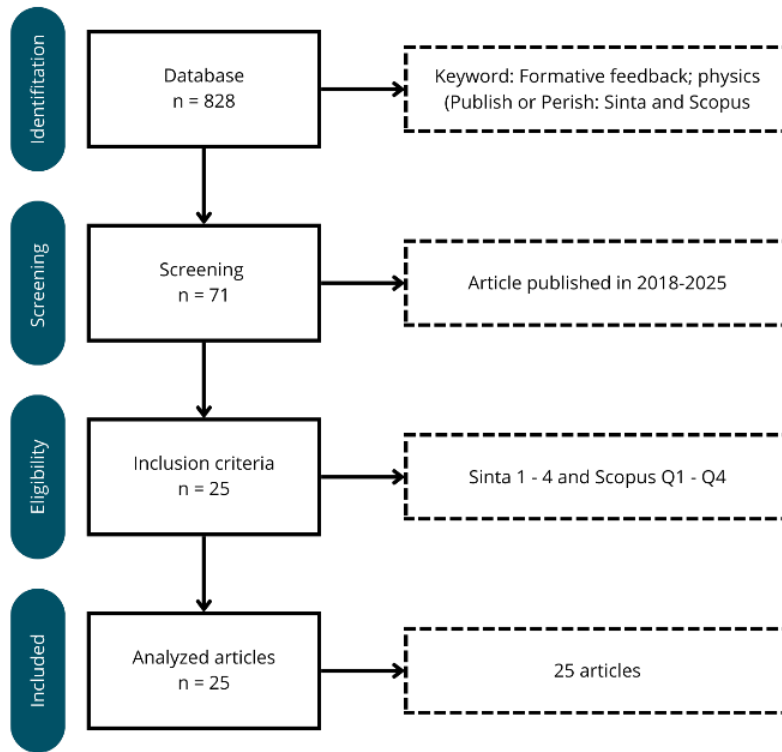 Identifitation
Database
n = 828
Keyword: Formative feedback; physics
(Publish or Perish: Sinta and Scopus
Screening
Screening
n = 71
Article published in 2018-2025
Eligibility
Inclusion criteria
n = 25
Sinta 1 - 4 and Scopus Q1 - Q4
Included
Analyzed articles
n = 25
25 articles